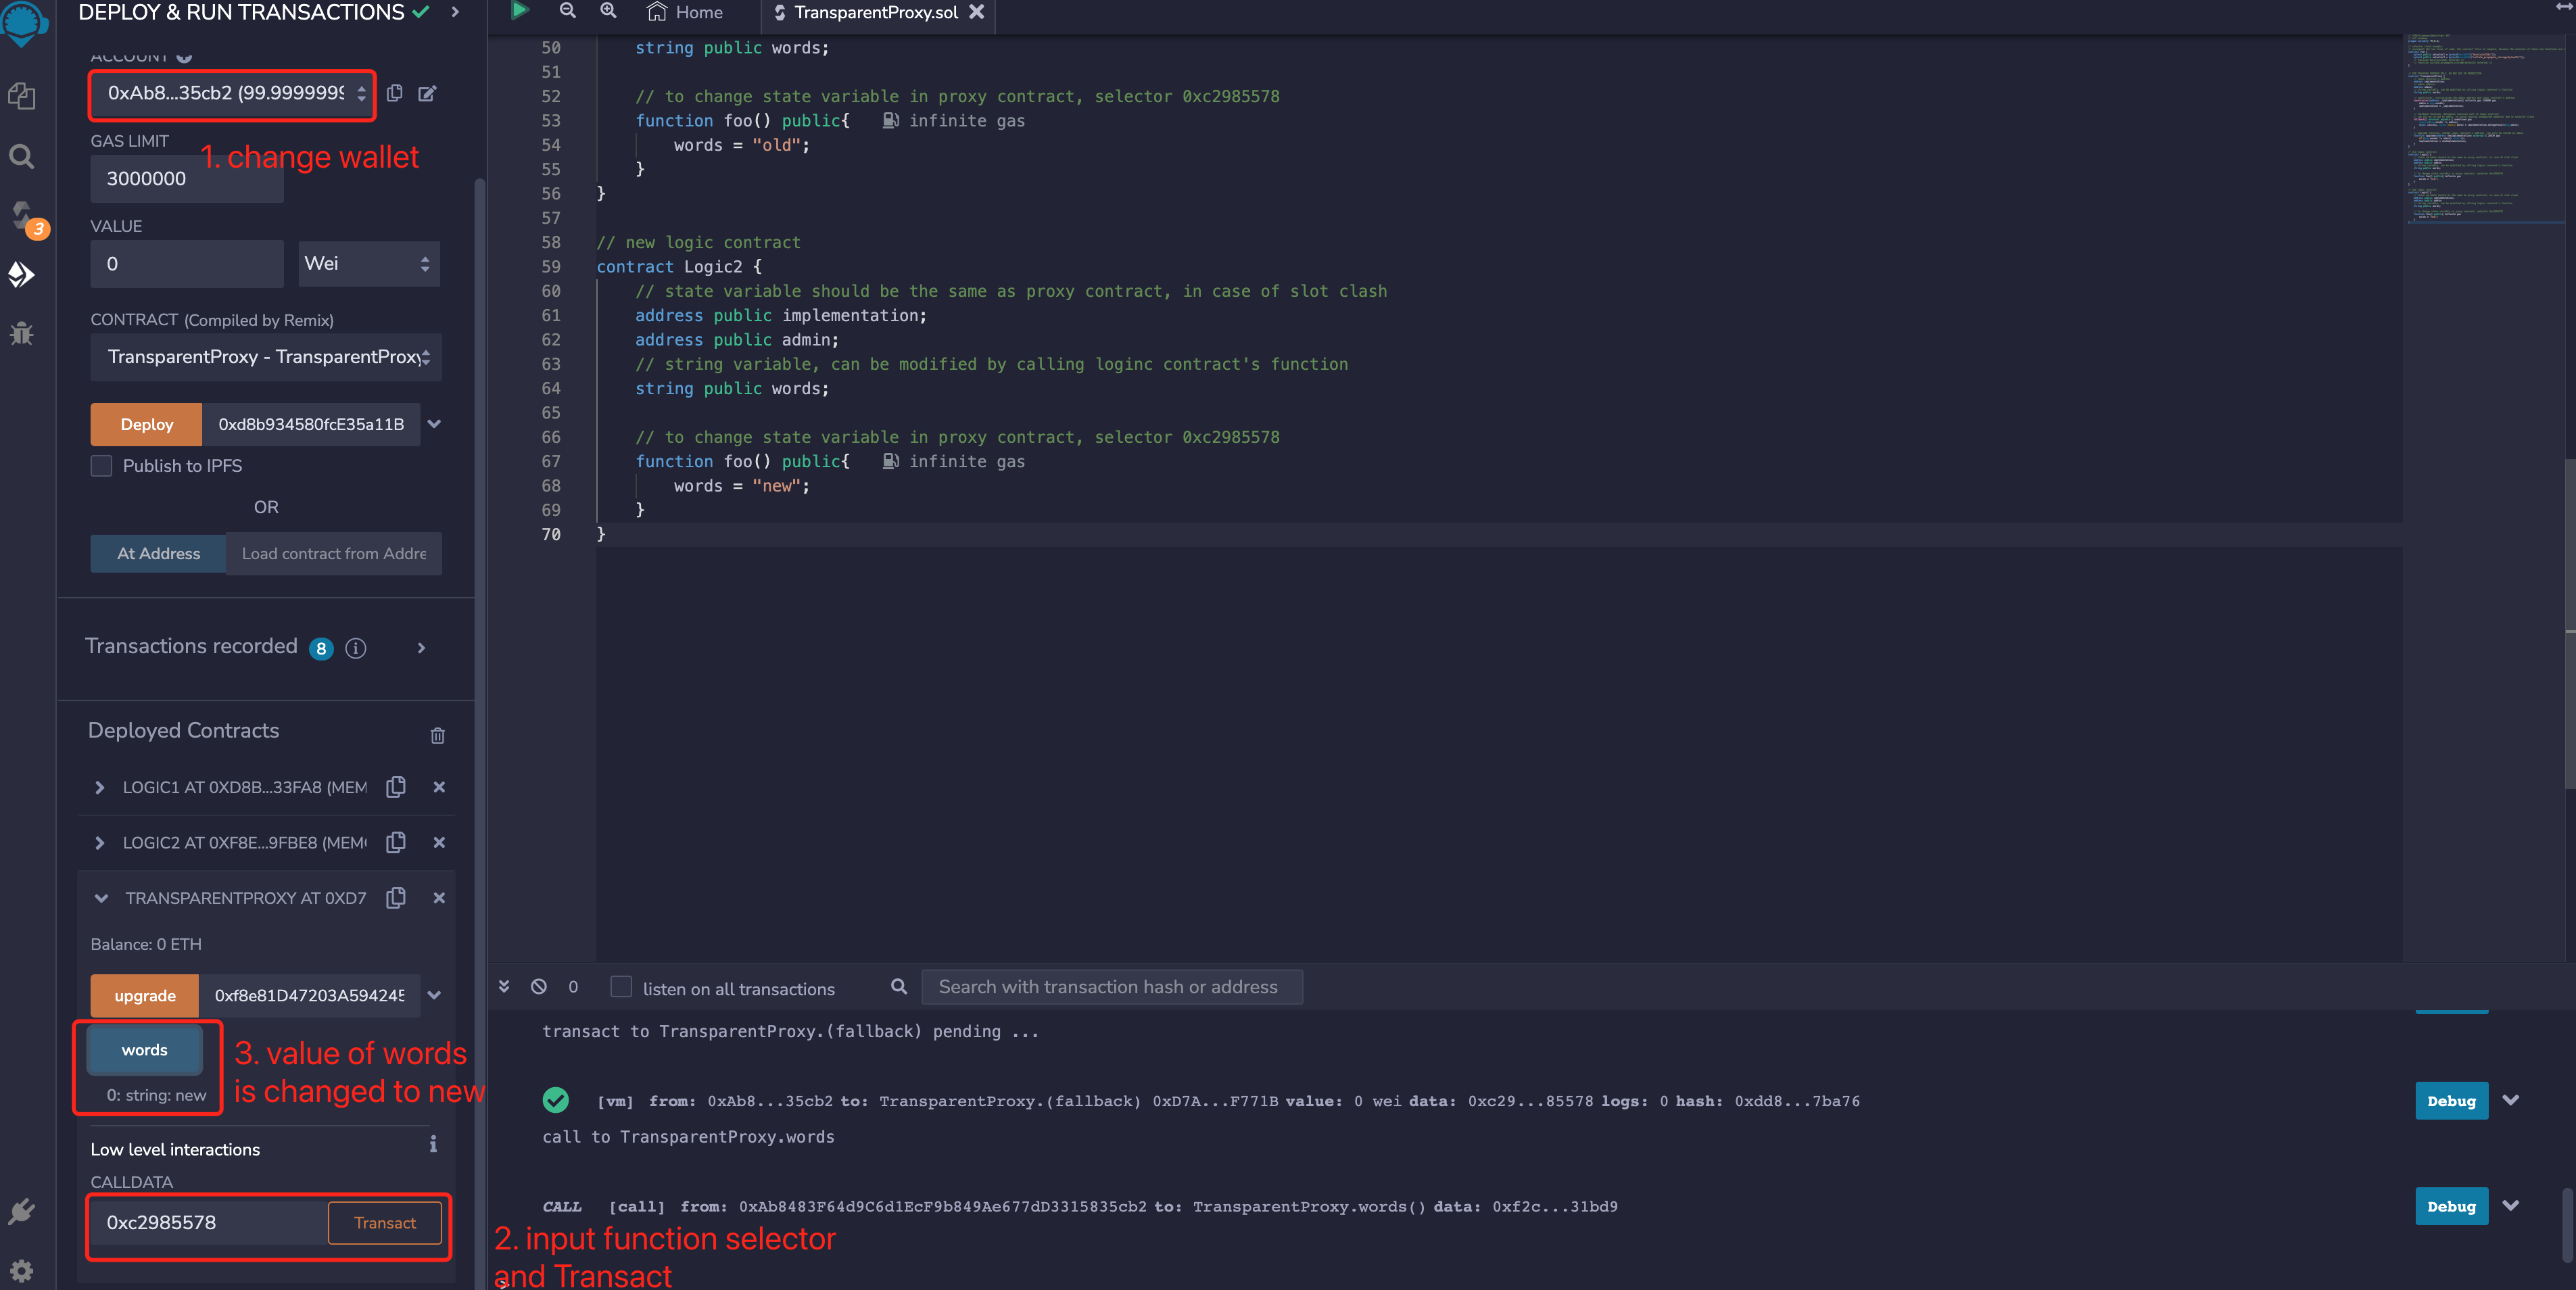 DEPLOY & RUN TRANSACTIONS
ACCOUNT
0xAb8...35cb2 (99.9999999
GAS LIMIT
1. change wallet
3000000
3
VALUE
0
Wei
CONTRACT (Compiled by Remix)
TransparentProxy - TransparentProxy
Deploy
0xd8b934580fcE35a11B
Publish to IPFS
OR
At Address
Load contract from Addre
Transactions recorded 8 i
Deployed Contracts
LOGIC1 AT 0XD8B...33FA8 (MEM
LOGIC2 AT 0XF8E...9FBE8 (MEM
TRANSPARENTPROXY AT 0XD7
Balance: 0 ETH
upgrade
0xf8e81D47203A59424E
words
3. value of words
is changed to new
0: string: new
Low level interactions
i
CALLDATA
0xc2985578
Transact
Home
TransparentProxy.sol
50 string public words;
51
52 // to change state variable in proxy contract, selector 0xc2985578
53 function foo() public{ infinite gas
54 words = "old";
55 }
56 }
57
58 // new logic contract
59 contract Logic2 {
60 // state variable should be the same as proxy contract, in case of slot clash
61 address public implementation;
62 address public admin;
63 // string variable, can be modified by calling loginc contract's function
64 string public words;
65
66 // to change state variable in proxy contract, selector 0xc2985578
67 function foo() public{ infinite gas
68 words = "new";
69 }
70 }
0
listen on all transactions
Search with transaction hash or address
transact to TransparentProxy.(fallback) pending ...
[vm] from: 0xAb8...35cb2 to: TransparentProxy.(fallback) 0xD7A...F771B value: 0 wei data: 0xc29...85578 logs: 0 hash: 0xdd8...7ba76
Debug
call to TransparentProxy.words
CALL [call] from: 0xAb8483F64d9C6d1EcF9b849Ae677dD3315835cb2 to: TransparentProxy.words() data: 0xf2c...31bd9
Debug
2. input function selector
and Transact